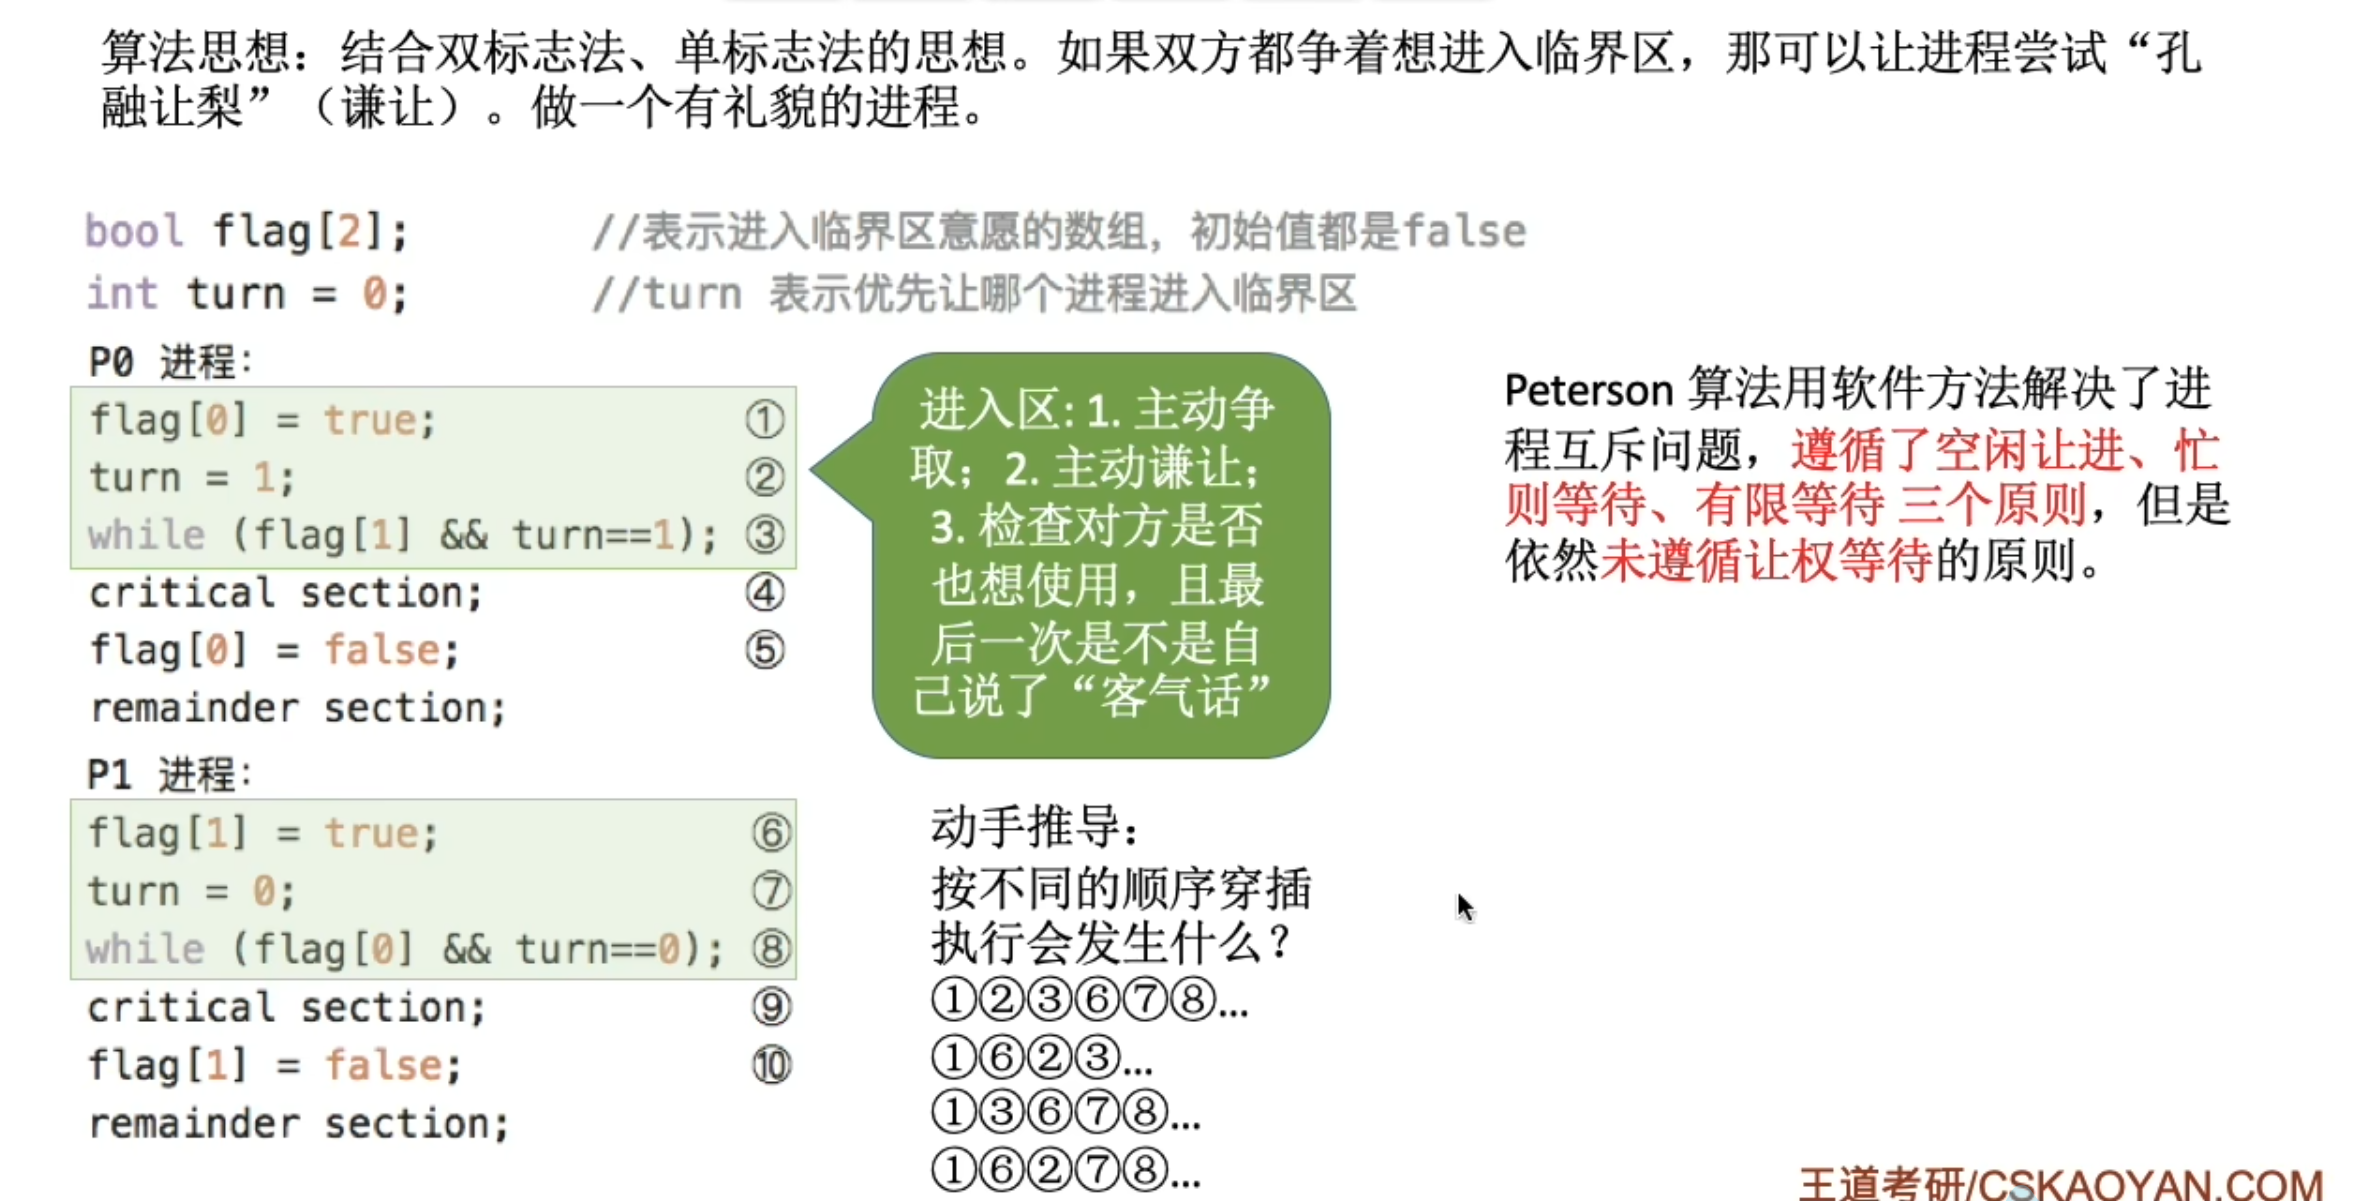 算法思想：结合双标志法、单标志法的思想。如果双方都争着想进入临界区，那可以让进程尝试“孔
融让梨”（谦让）。做一个有礼貌的进程。
bool flag[2]; //表示进入临界区意愿的数组，初始值都是false
int turn = 0; //turn 表示优先让哪个进程进入临界区
P0 进程：
flag[0] = true; ①
turn = 1; ②
while (flag[1] && turn==1); ③
critical section; ④
flag[0] = false; ⑤
remainder section;
P1 进程：
flag[1] = true; ⑥
turn = 0; ⑦
while (flag[0] && turn==0); ⑧
critical section; ⑨
flag[1] = false; ⑩
remainder section;
进入区：1. 主动争
取；2. 主动谦让；
3. 检查对方是否
也想使用，且最
后一次是不是自
己说了“客气话”
动手推导：
按不同的顺序穿插
执行会发生什么？
①②③⑥⑦⑧...
①⑥②③...
①③⑥⑦⑧...
①⑥②⑦⑧...
Peterson 算法用软件方法解决了进
程互斥问题，遵循了空闲让进、忙
则等待、有限等待 三个原则，但是
依然未遵循让权等待的原则。
王道考研/CSKAOYAN.COM